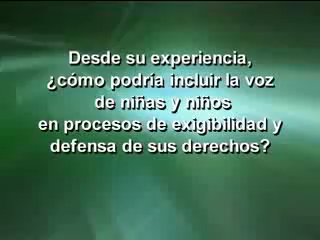 Desde su experiencia,
¿cómo podría incluir la voz
de niñas y niños
en procesos de exigibilidad y
defensa de sus derechos?